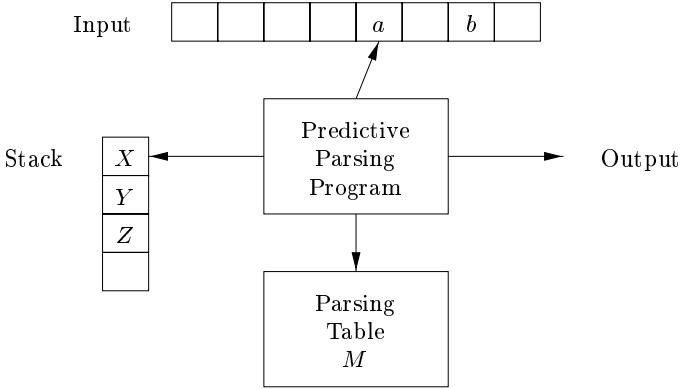 Input
a b
Predictive
Parsing
Program
Stack
X
Y
Z
Output
Parsing
Table
M